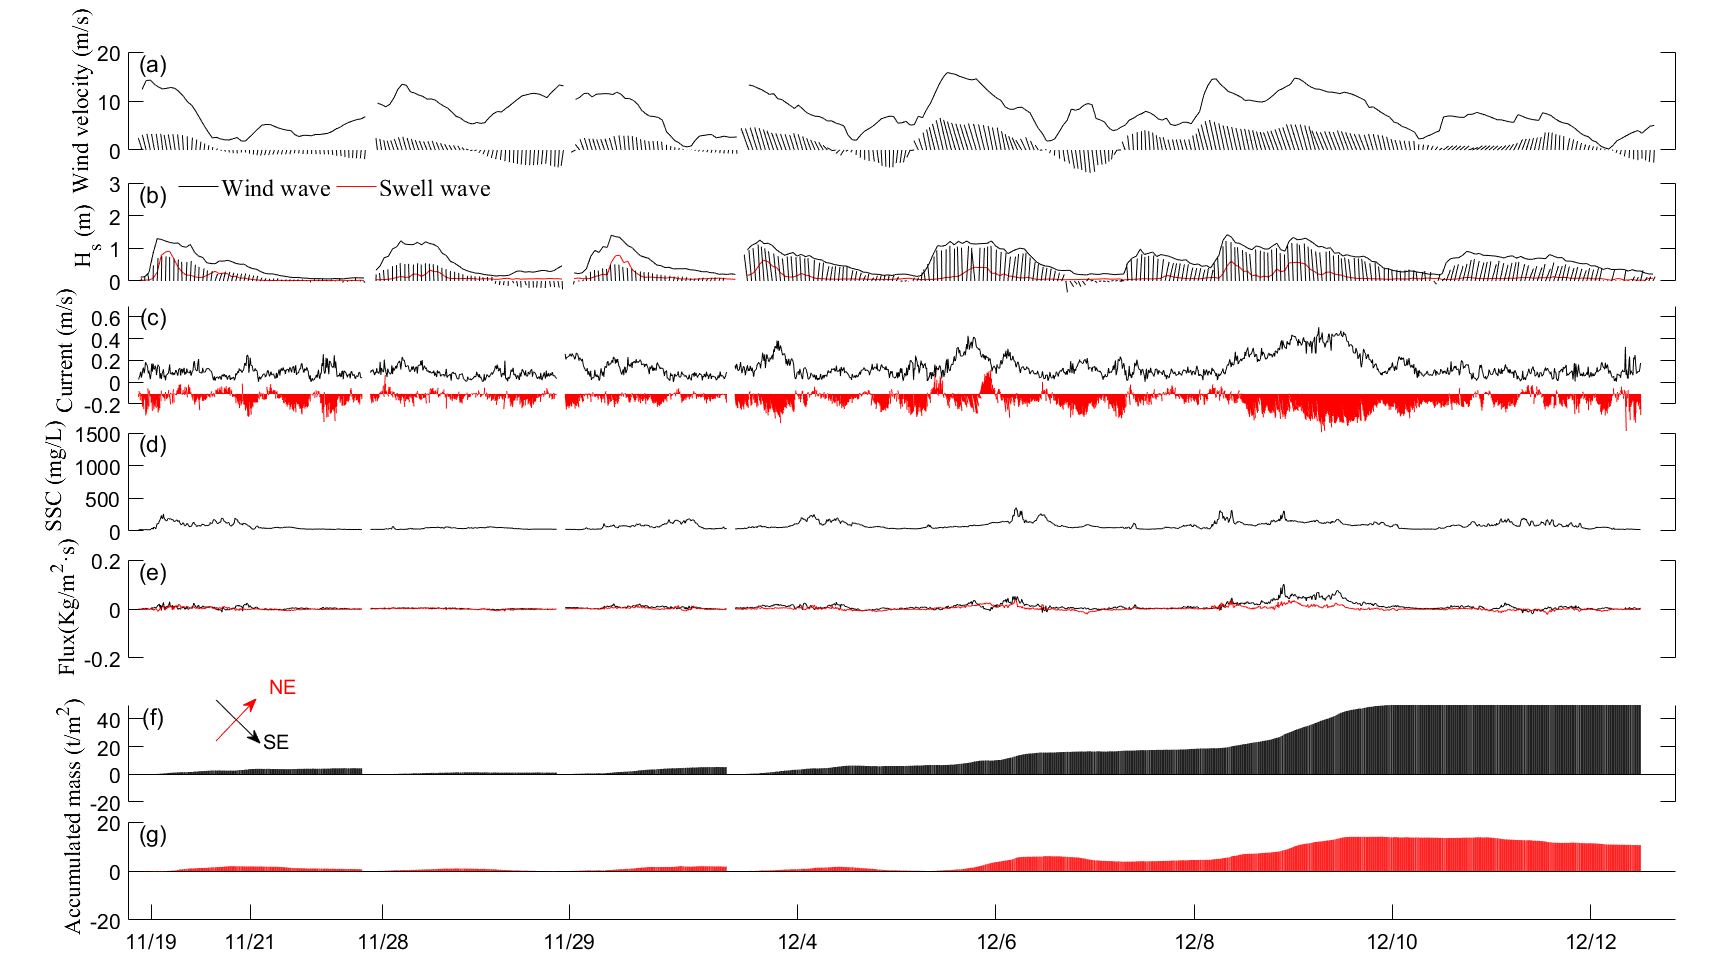 Wind velocity (m/s)
20
10
0
(a)
H_s (m)
3
2
1
0
(b)
Wind wave
Swell wave
Current (m/s)
0.6
0.4
0.2
0
-0.2
(c)
SSC (mg/L)
1500
1000
500
0
(d)
Flux(Kg/m²·s)
0.2
0
-0.2
(e)
NE
SE
Accumulated mass (t/m²)
40
20
0
-20
(f)
20
0
-20
(g)
11/19 11/21 11/28 11/29 12/4 12/6 12/8 12/10 12/12